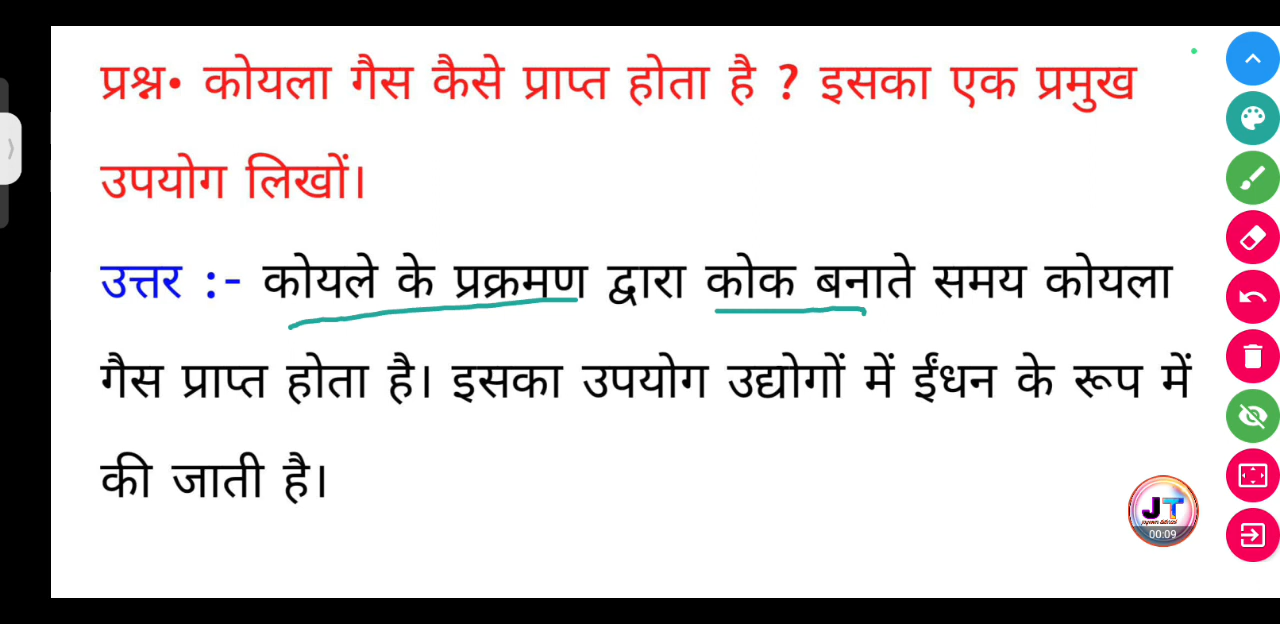 प्रश्न• कोयला गैस कैसे प्राप्त होता है ? इसका एक प्रमुख
उपयोग लिखों।
उत्तर :- कोयले के प्रक्रमण द्वारा कोक बनाते समय कोयला
गैस प्राप्त होता है। इसका उपयोग उद्योगों में ईंधन के रूप में
की जाती है।
JT
00:09